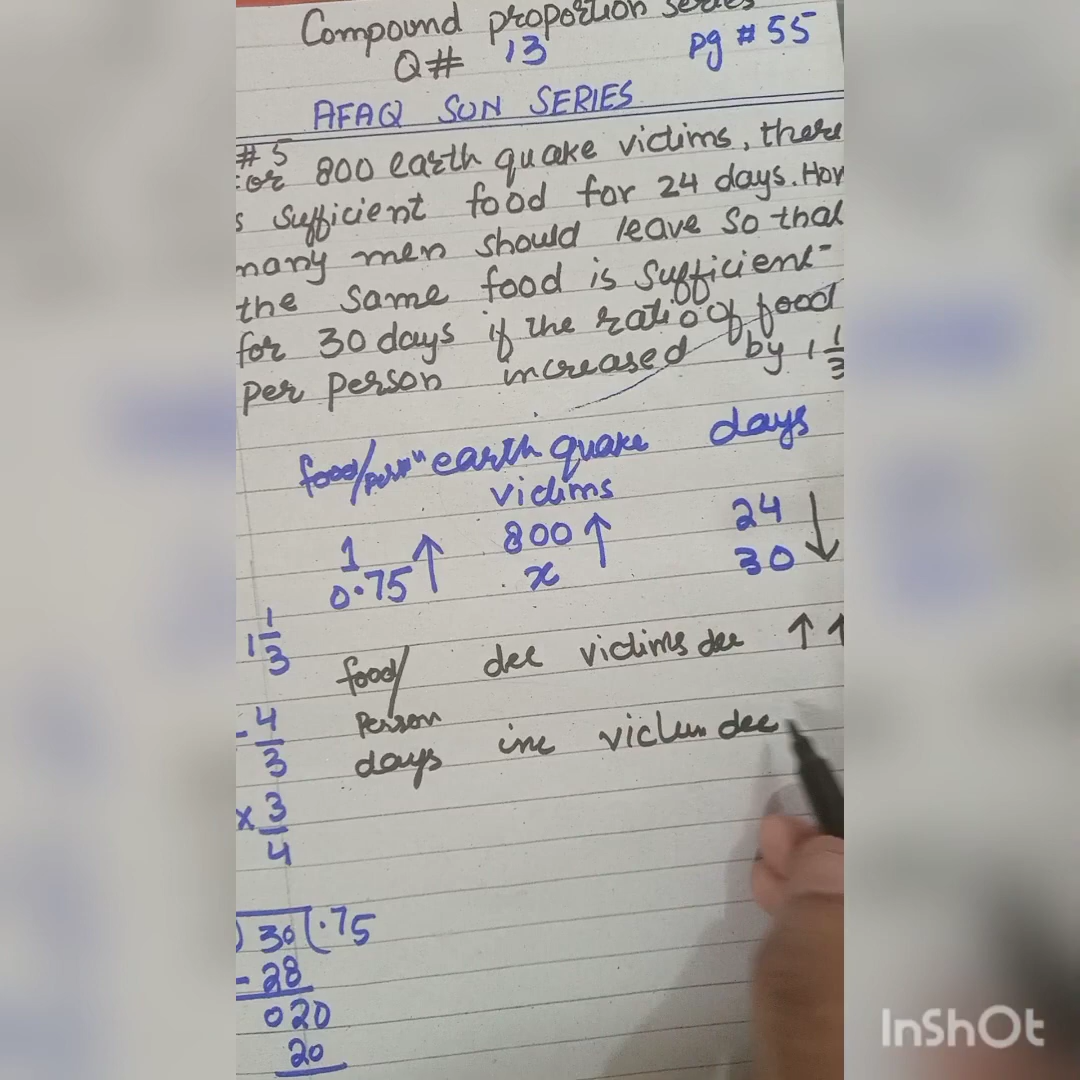 Compound proportion series
Q# 13 pg # 55
AFAQ SUN SERIES
#5
For 800 earth quake victims, there
s sufficient food for 24 days. How
many men should leave so that
the same food is sufficient
for 30 days if the ratio of food
per person increased by 1 1/3
food/person earth quake days
victims
1 800 24
0.75 x 30
1 1/3
food/ dec victims dec ↑ ↑
person
- 4/3
days inc victim dec
x 3/4
) 30 ( .75
- 28
020
20
InShOt